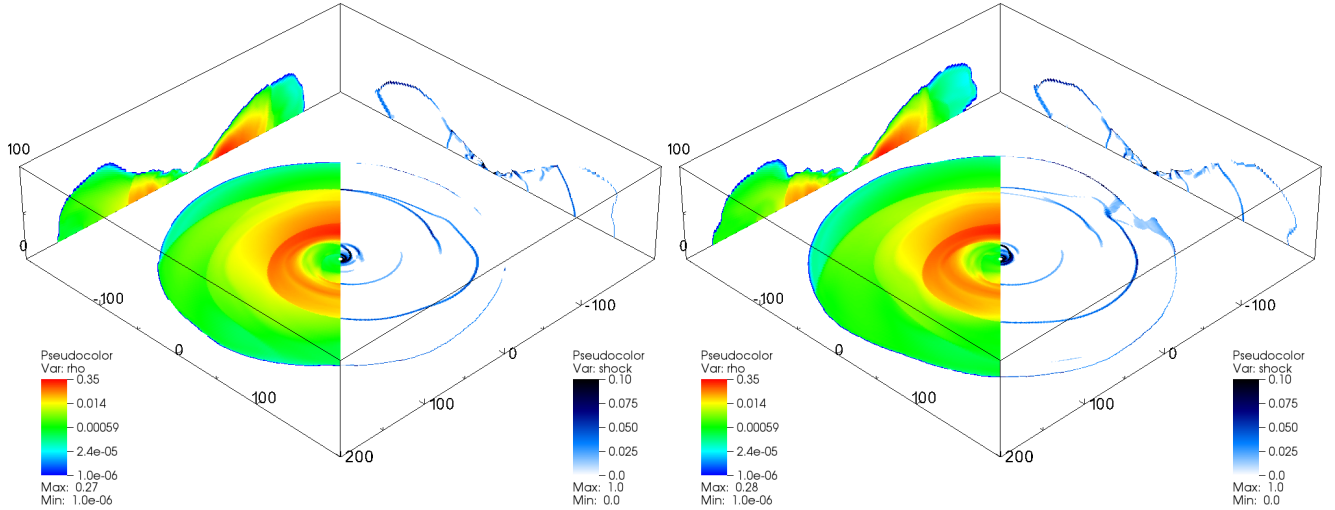 100
0
-100
0
100
200
100
0
-100
Pseudocolor
Var: rho
0.35
0.014
0.00059
2.4e-05
1.0e-06
Max: 0.27
Min: 1.0e-06
Pseudocolor
Var: shock
0.10
0.075
0.050
0.025
0.0
Max: 1.0
Min: 0.0
100
0
-100
0
100
200
100
0
-100
Pseudocolor
Var: rho
0.35
0.014
0.00059
2.4e-05
1.0e-06
Max: 0.28
Min: 1.0e-06
Pseudocolor
Var: shock
0.10
0.075
0.050
0.025
0.0
Max: 1.0
Min: 0.0